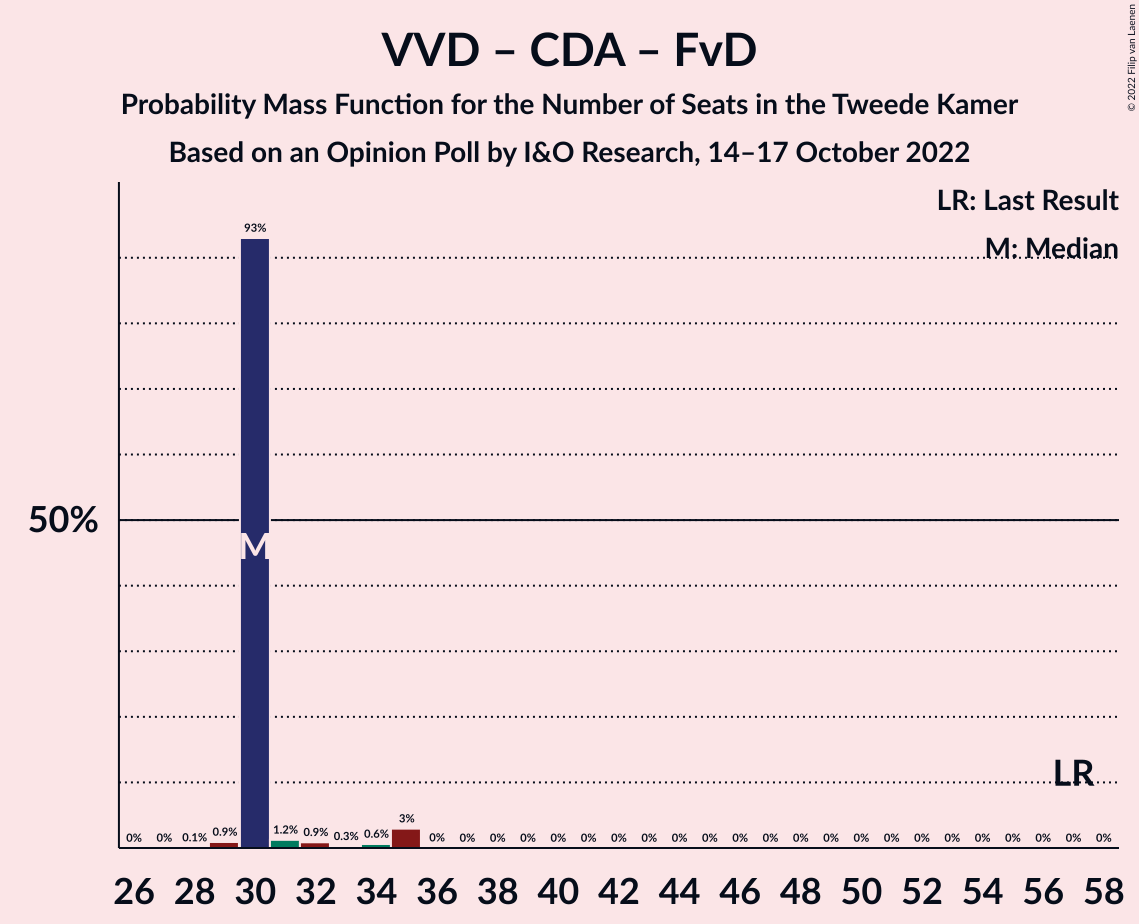 © 2022 Filip van Laenen
VVD – CDA – FvD
Probability Mass Function for the Number of Seats in the Tweede Kamer
Based on an Opinion Poll by I&O Research, 14–17 October 2022
LR: Last Result
M: Median
93%
50%
M
LR
0% 0% 0.1% 0.9% 1.2% 0.9% 0.3% 0.6% 3% 0% 0% 0% 0% 0% 0% 0% 0% 0% 0% 0% 0% 0% 0% 0% 0% 0% 0% 0% 0% 0% 0% 0%
26 28 30 32 34 36 38 40 42 44 46 48 50 52 54 56 58